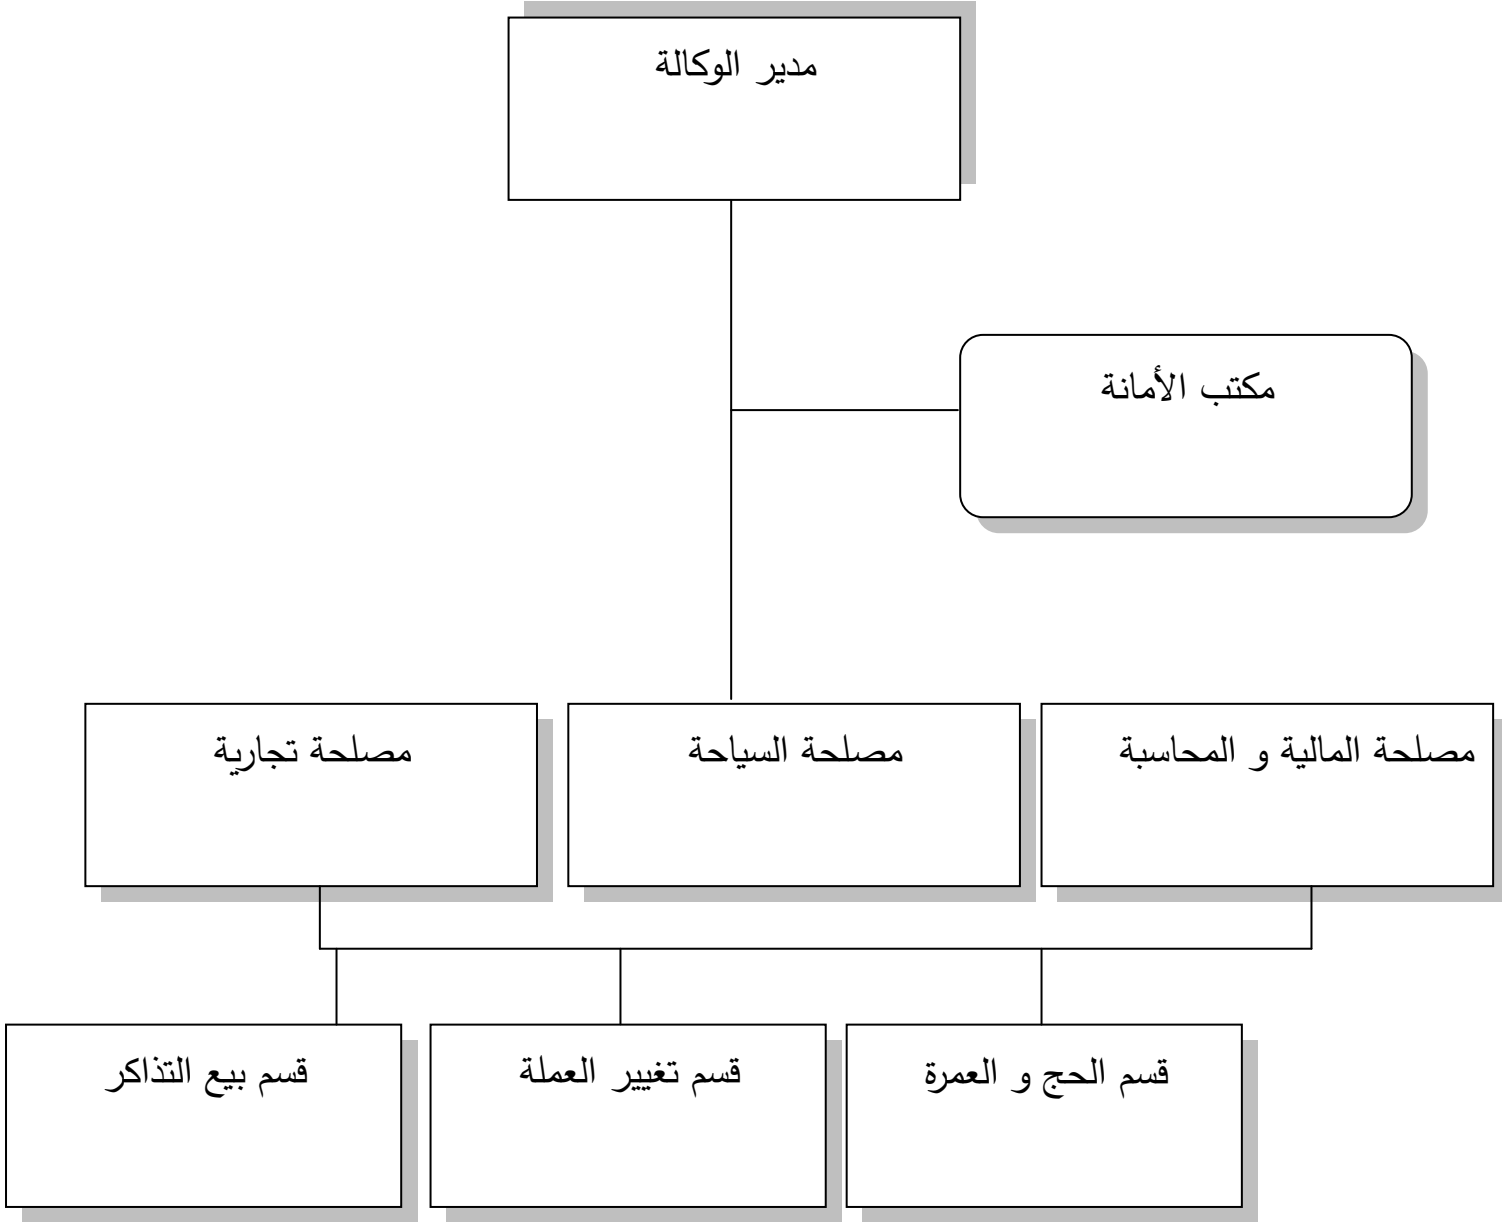 مدير الوكالة
مكتب الأمانة
مصلحة المالية و المحاسبة
مصلحة السياحة
مصلحة تجارية
قسم الحج و العمرة
قسم تغيير العملة
قسم بيع التذاكر